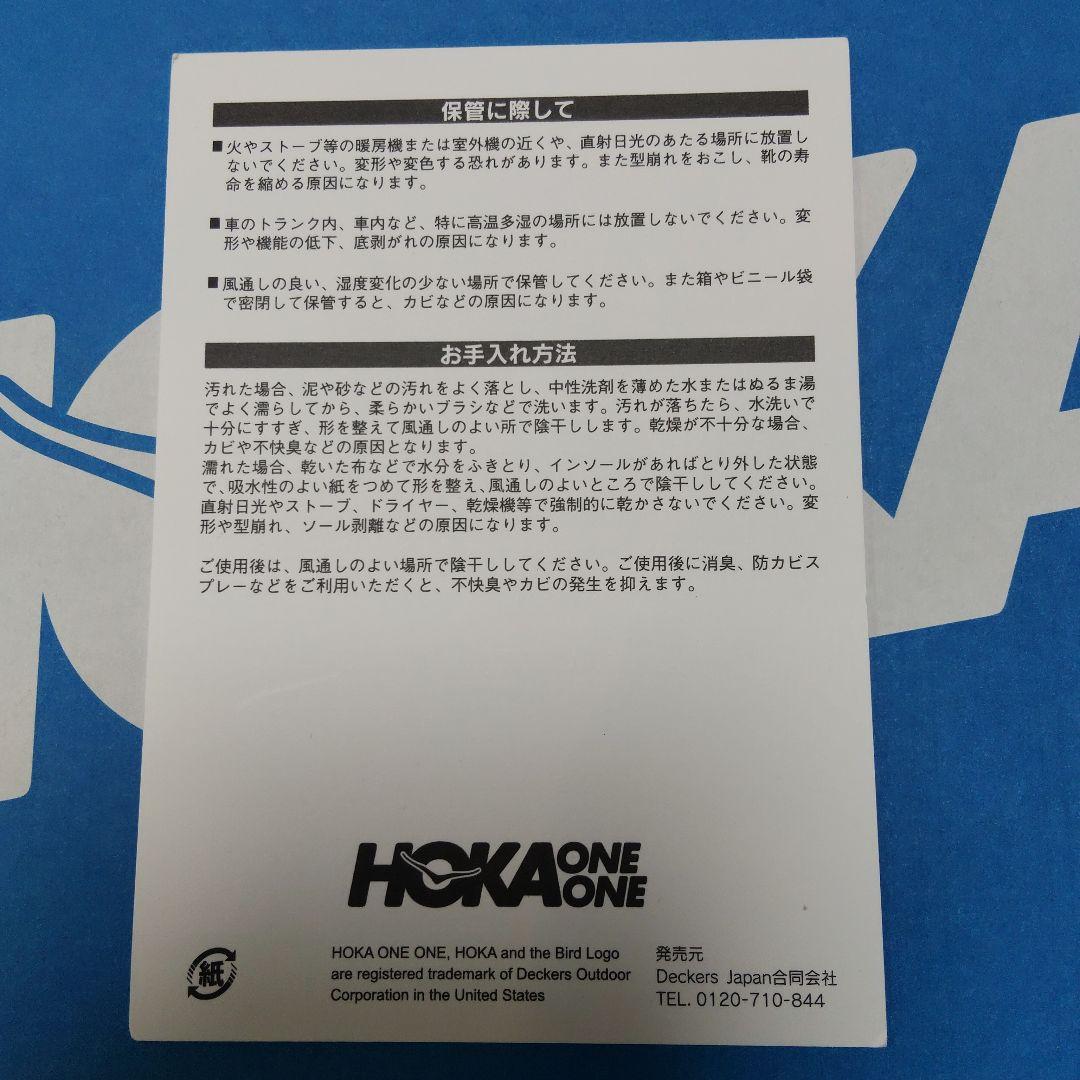 保管に際して
■火やストーブ等の暖房機または室外機の近くや、直射日光のあたる場所に放置し
ないでください。変形や変色する恐れがあります。また型崩れをおこし、靴の寿
命を縮める原因になります。
■車のトランク内、車内など、特に高温多湿の場所には放置しないでください。変
形や機能の低下、底剥がれの原因になります。
■風通しの良い、湿度変化の少ない場所で保管してください。また箱やビニール袋
で密閉して保管すると、カビなどの原因になります。
お手入れ方法
汚れた場合、泥や砂などの汚れをよく落とし、中性洗剤を薄めた水またはぬるま湯
でよく濡らしてから、柔らかいブラシなどで洗います。汚れが落ちたら、水洗いで
十分にすすぎ、形を整えて風通しのよい所で陰干しします。乾燥が不十分な場合、
カビや不快臭などの原因となります。
濡れた場合、乾いた布などで水分をふきとり、インソールがあればとり外した状態
で、吸水性のよい紙をつめて形を整え、風通しのよいところで陰干ししてください。
直射日光やストーブ、ドライヤー、乾燥機等で強制的に乾かさないでください。変
形や型崩れ、ソール剥離などの原因になります。
ご使用後は、風通しのよい場所で陰干ししてください。ご使用後に消臭、防カビス
プレーなどをご利用いただくと、不快臭やカビの発生を抑えます。
HOKA ONE ONE
紙
HOKA ONE ONE, HOKA and the Bird Logo
are registered trademark of Deckers Outdoor
Corporation in the United States
発売元
Deckers Japan合同会社
TEL. 0120-710-844